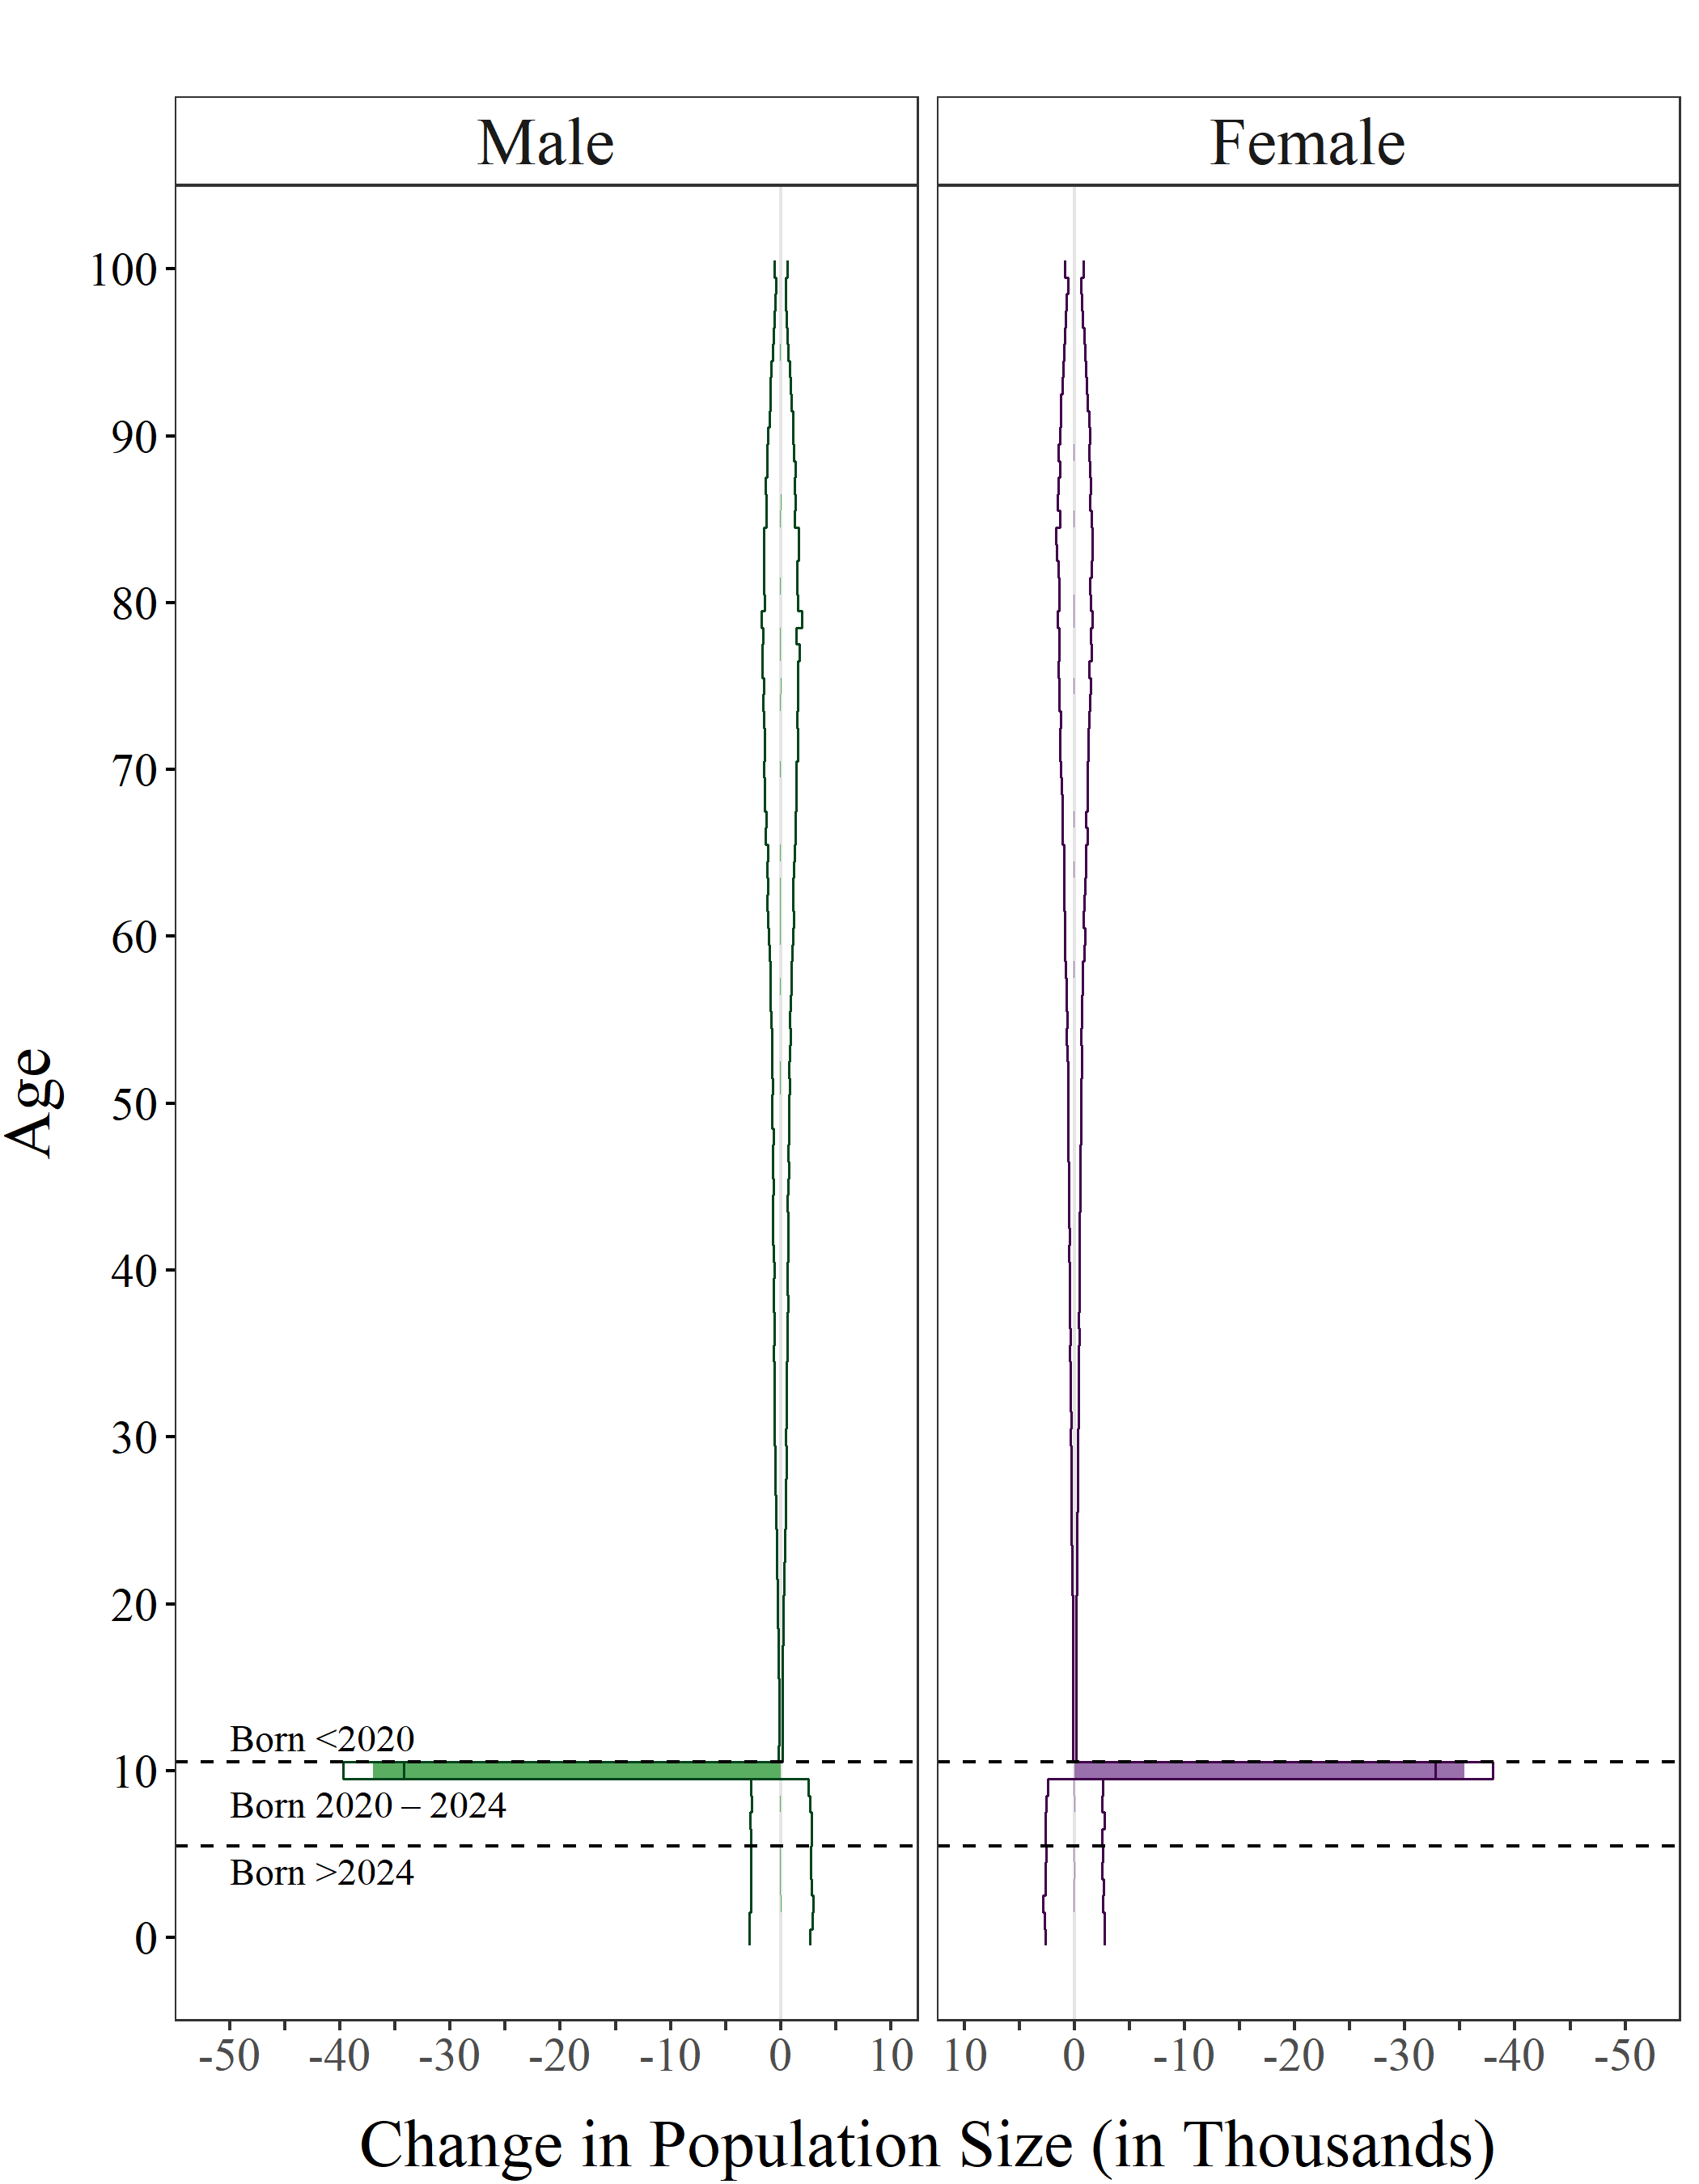 Male
Female
Age
100
90
80
70
60
50
40
30
20
10
0
Born <2020
Born 2020 – 2024
Born >2024
-50 -40 -30 -20 -10 0 10
10 0 -10 -20 -30 -40 -50
Change in Population Size (in Thousands)